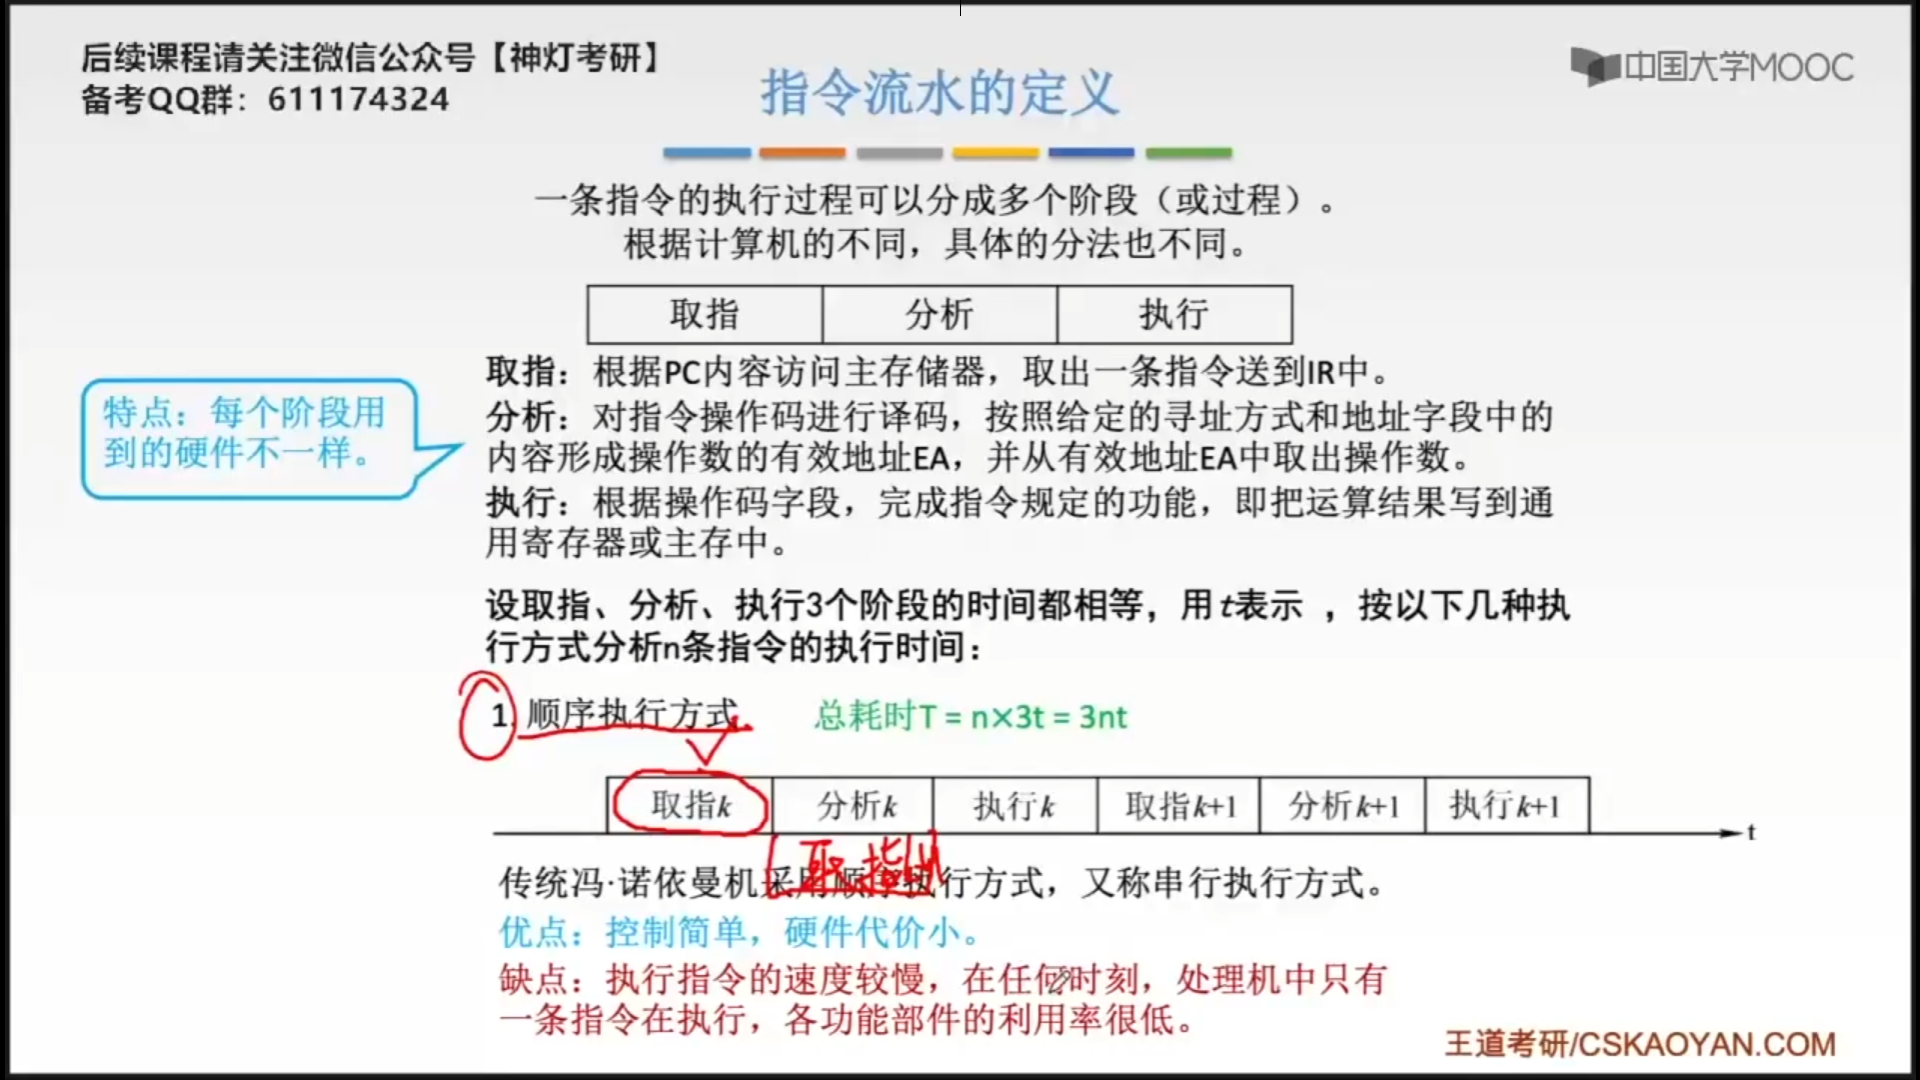 后续课程请关注微信公众号【神灯考研】
备考QQ群：611174324
中国大学MOOC
指令流水的定义
一条指令的执行过程可以分成多个阶段（或过程）。
根据计算机的不同，具体的分法也不同。
取指 分析 执行
特点：每个阶段用
到的硬件不一样。
取指：根据PC内容访问主存储器，取出一条指令送到IR中。
分析：对指令操作码进行译码，按照给定的寻址方式和地址字段中的
内容形成操作数的有效地址EA，并从有效地址EA中取出操作数。
执行：根据操作码字段，完成指令规定的功能，即把运算结果写到通
用寄存器或主存中。
设取指、分析、执行3个阶段的时间都相等，用t表示 ，按以下几种执
行方式分析n条指令的执行时间：
1. 顺序执行方式 总耗时T = n×3t = 3nt
取指k 分析k 执行k 取指k+1 分析k+1 执行k+1
t
取指
传统冯·诺依曼机采用顺序执行方式，又称串行执行方式。
优点：控制简单，硬件代价小。
缺点：执行指令的速度较慢，在任何时刻，处理机中只有
一条指令在执行，各功能部件的利用率很低。
王道考研/CSKAOYAN.COM